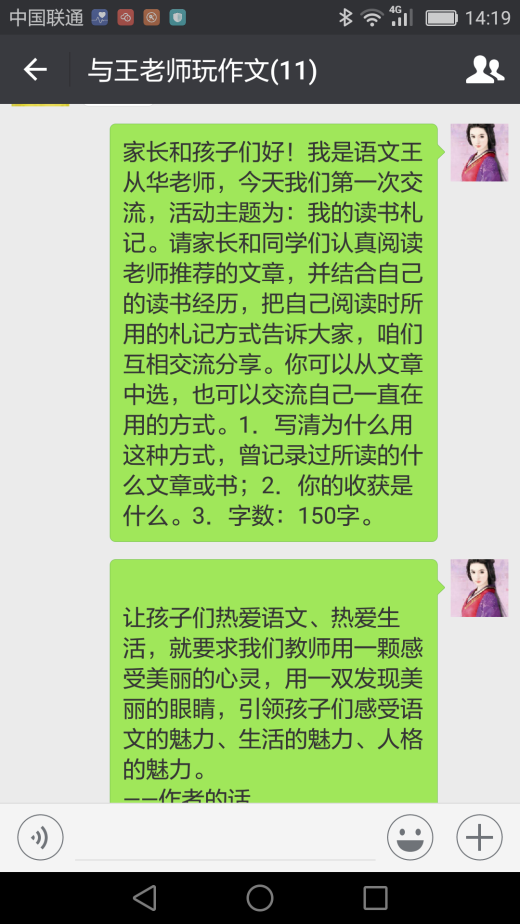 中国联通 4G 14:19
与王老师玩作文(11)
家长和孩子们好！我是语文王
从华老师，今天我们第一次交
流，活动主题为：我的读书札
记。请家长和同学们认真阅读
老师推荐的文章，并结合自己
的读书经历，把自己阅读时所
用的札记方式告诉大家，咱们
互相交流分享。你可以从文章
中选，也可以交流自己一直在
用的方式。1．写清为什么用
这种方式，曾记录过所读的什
么文章或书；2．你的收获是
什么。3．字数：150字。
让孩子们热爱语文、热爱生
活，就要求我们教师用一颗感
受美丽的心灵，用一双发现美
丽的眼睛，引领孩子们感受语
文的魅力、生活的魅力、人格
的魅力。
——作者的话